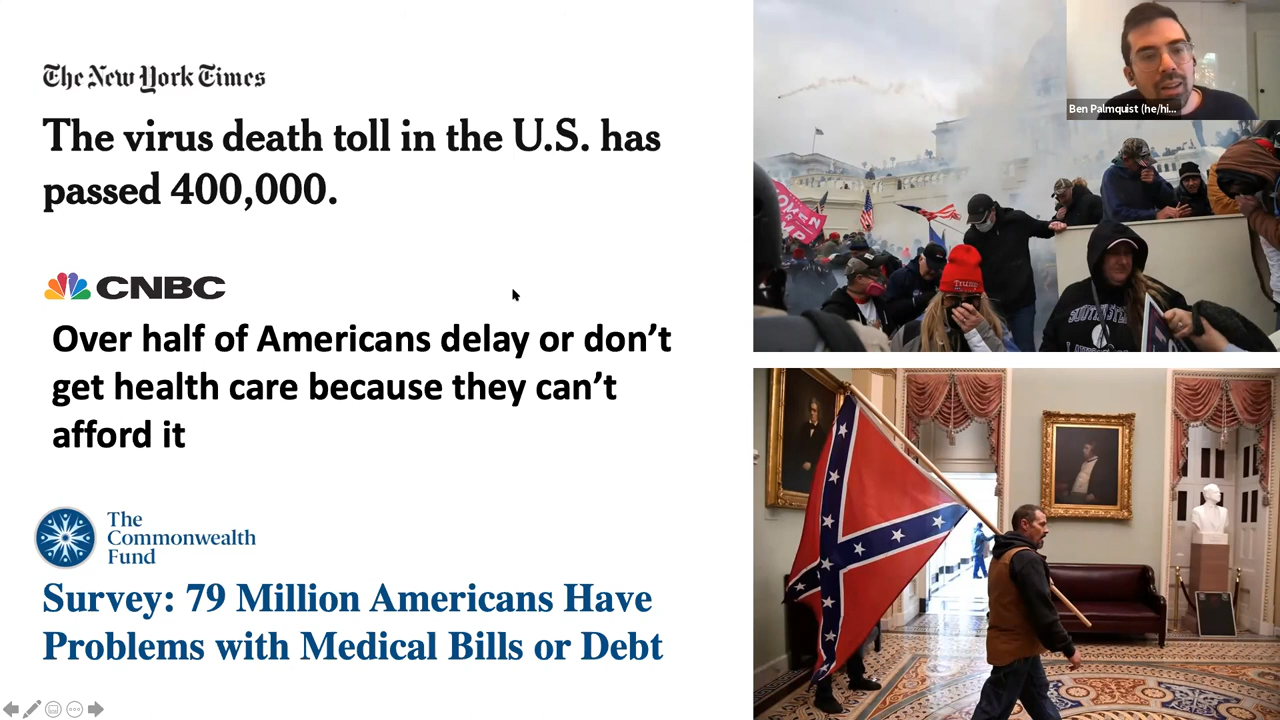 The New York Times
The virus death toll in the U.S. has
passed 400,000.
CNBC
Over half of Americans delay or don't
get health care because they can't
afford it
The
Commonwealth
Fund
Survey: 79 Million Americans Have
Problems with Medical Bills or Debt
Ben Palmquist (he/hi...
Trump